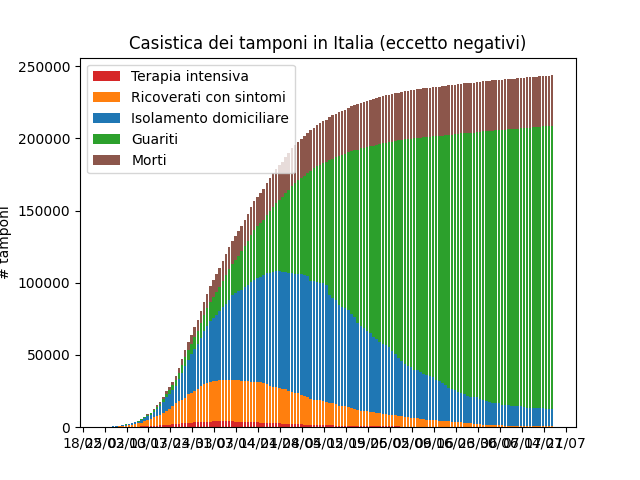 Casistica dei tamponi in Italia (eccetto negativi)
250000
200000
150000
100000
50000
0
# tamponi
Terapia intensiva
Ricoverati con sintomi
Isolamento domiciliare
Guariti
Morti